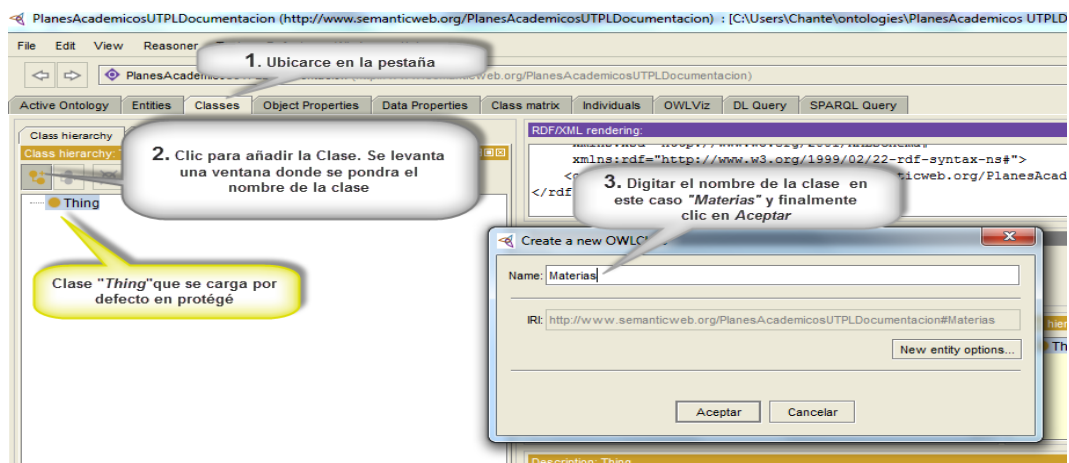 PlanesAcademicosUTPLDocumentacion (http://www.semanticweb.org/PlanesAcademicosUTPLDocumentacion) : [C:\Users\Chante\ontologies\PlanesAcademicos UTPLD
File Edit View Reasoner
1. Ubicarce en la pestaña
Active Ontology Entities Classes Object Properties Data Properties Class matrix Individuals OWLViz DL Query SPARQL Query
Class hierarchy
Class hierarchy:
RDF/XML rendering:
2. Clic para añadir la Clase. Se levanta
una ventana donde se pondra el
nombre de la clase
xmlns:rdf="http://www.w3.org/1999/02/22-rdf-syntax-ns#">
</rdf
3. Digitar el nombre de la clase en
este caso "Materias" y finalmente
clic en Aceptar
Thing
Clase "Thing"que se carga por
defecto en protégé
Create a new OWLC
Name: Materias
IRI: http://www.semanticweb.org/PlanesAcademicosUTPLDocumentacion#Materias
New entity options...
Aceptar Cancelar
Description: Thing